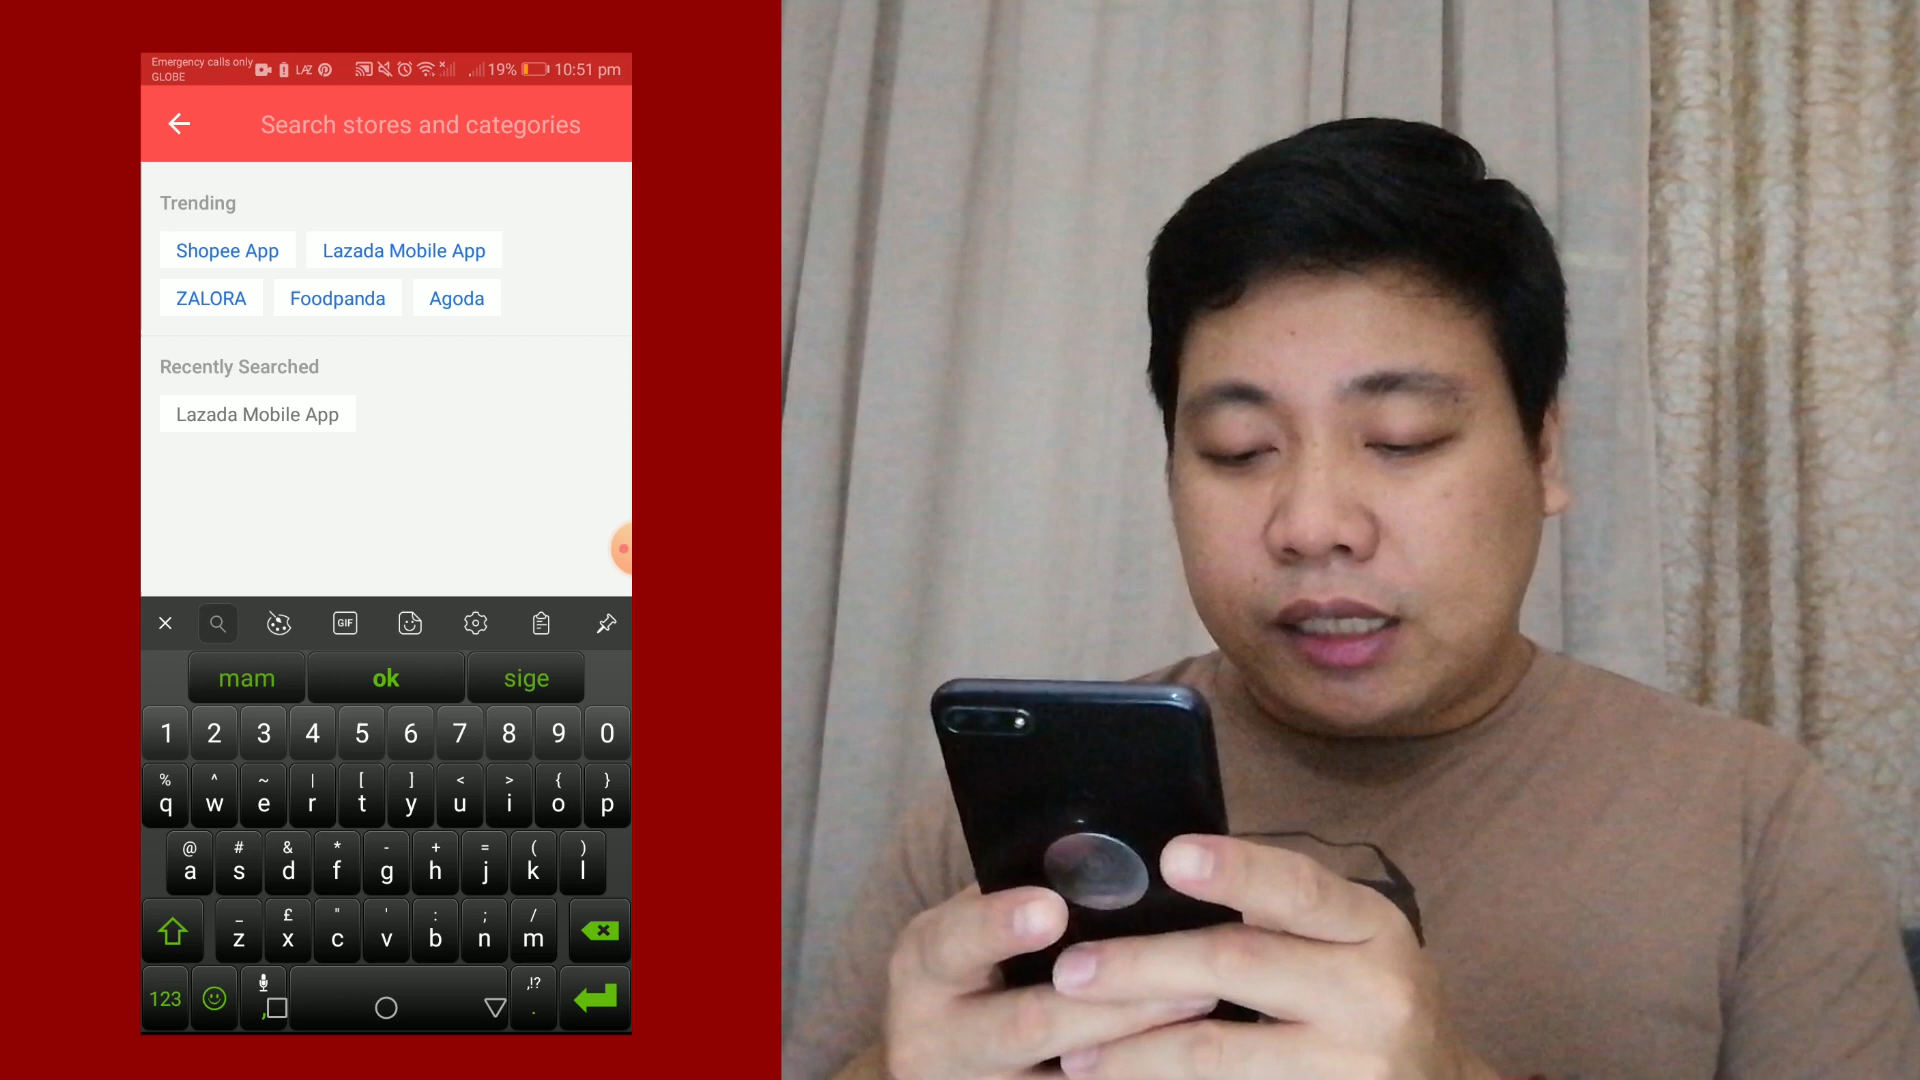 Emergency calls only
GLOBE
LAZ
19%
10:51 pm
Search stores and categories
Trending
Shopee App
Lazada Mobile App
ZALORA
Foodpanda
Agoda
Recently Searched
Lazada Mobile App
GIF
mam ok sige
1 2 3 4 5 6 7 8 9 0
% ^ ~ | [ ] < > { }
q w e r t y u i o p
@ # & * - + = ( )
a s d f g h j k l
_ £ " ' : ; /
z x c v b n m
,!?
123 , .